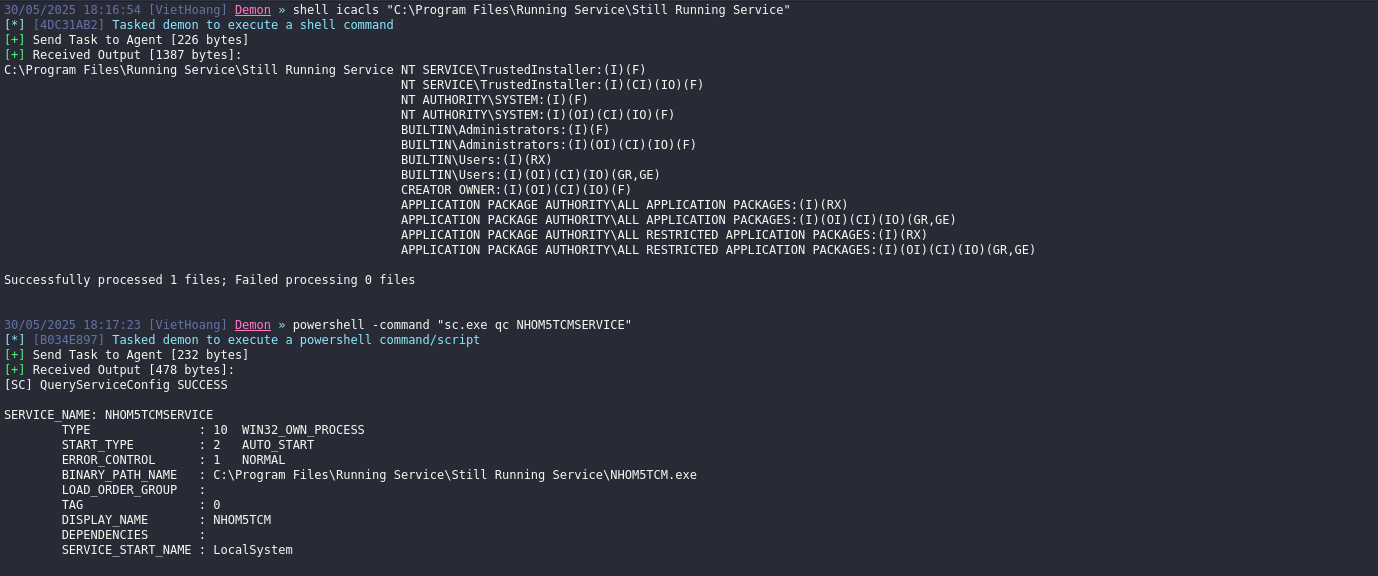 30/05/2025 18:16:54 [VietHoang] Demon » shell icacls "C:\Program Files\Running Service\Still Running Service"
[*] [4DC31AB2] Tasked demon to execute a shell command
[+] Send Task to Agent [226 bytes]
[+] Received Output [1387 bytes]:
C:\Program Files\Running Service\Still Running Service NT SERVICE\TrustedInstaller:(I)(F)
NT SERVICE\TrustedInstaller:(I)(CI)(IO)(F)
NT AUTHORITY\SYSTEM:(I)(F)
NT AUTHORITY\SYSTEM:(I)(OI)(CI)(IO)(F)
BUILTIN\Administrators:(I)(F)
BUILTIN\Administrators:(I)(OI)(CI)(IO)(F)
BUILTIN\Users:(I)(RX)
BUILTIN\Users:(I)(OI)(CI)(IO)(GR,GE)
CREATOR OWNER:(I)(OI)(CI)(IO)(F)
APPLICATION PACKAGE AUTHORITY\ALL APPLICATION PACKAGES:(I)(RX)
APPLICATION PACKAGE AUTHORITY\ALL APPLICATION PACKAGES:(I)(OI)(CI)(IO)(GR,GE)
APPLICATION PACKAGE AUTHORITY\ALL RESTRICTED APPLICATION PACKAGES:(I)(RX)
APPLICATION PACKAGE AUTHORITY\ALL RESTRICTED APPLICATION PACKAGES:(I)(OI)(CI)(IO)(GR,GE)
Successfully processed 1 files; Failed processing 0 files
30/05/2025 18:17:23 [VietHoang] Demon » powershell -command "sc.exe qc NHOM5TCMSERVICE"
[*] [B034E897] Tasked demon to execute a powershell command/script
[+] Send Task to Agent [232 bytes]
[+] Received Output [478 bytes]:
[SC] QueryServiceConfig SUCCESS
SERVICE_NAME: NHOM5TCMSERVICE
TYPE : 10 WIN32_OWN_PROCESS
START_TYPE : 2 AUTO_START
ERROR_CONTROL : 1 NORMAL
BINARY_PATH_NAME : C:\Program Files\Running Service\Still Running Service\NHOM5TCM.exe
LOAD_ORDER_GROUP :
TAG : 0
DISPLAY_NAME : NHOM5TCM
DEPENDENCIES :
SERVICE_START_NAME : LocalSystem